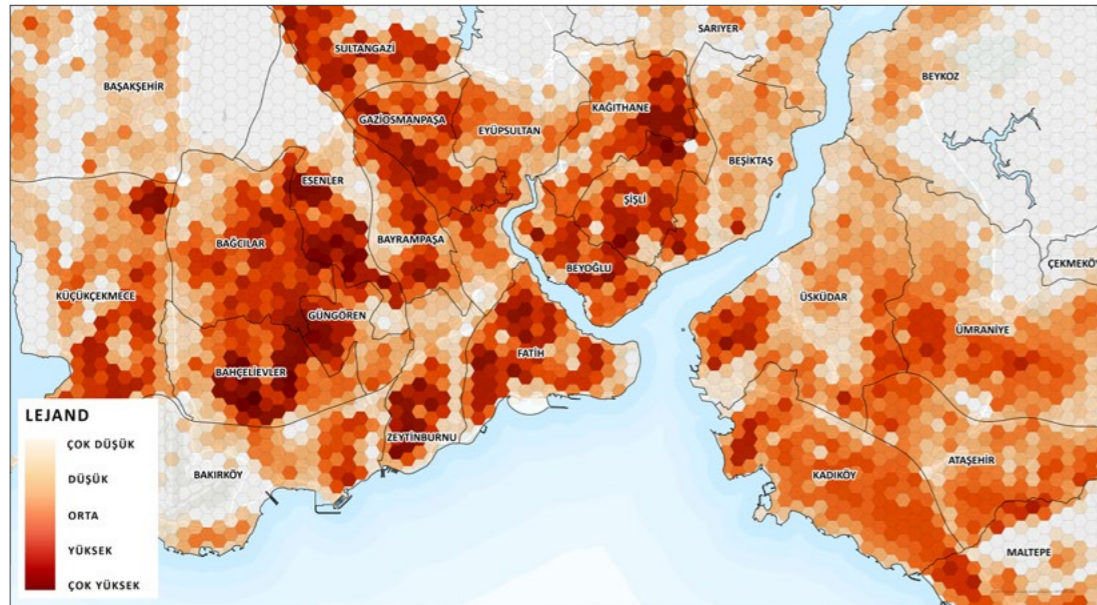 SARIYER
SULTANGAZİ
BEYKOZ
BAŞAKŞEHİR
KAĞITHANE
GAZİOSMANPAŞA
EYÜPSULTAN
BEŞİKTAŞ
ESENLER
ŞİŞLİ
BAĞCILAR
BAYRAMPAŞA
ÇEKMEKÖY
BEYOĞLU
KÜÇÜKÇEKMECE
ÜSKÜDAR
GÜNGÖREN
ÜMRANİYE
FATİH
BAHÇELİEVLER
ZEYTİNBURNU
BAKIRKÖY
KADIKÖY
ATAŞEHİR
MALTEPE
LEJAND
ÇOK DÜŞÜK
DÜŞÜK
ORTA
YÜKSEK
ÇOK YÜKSEK